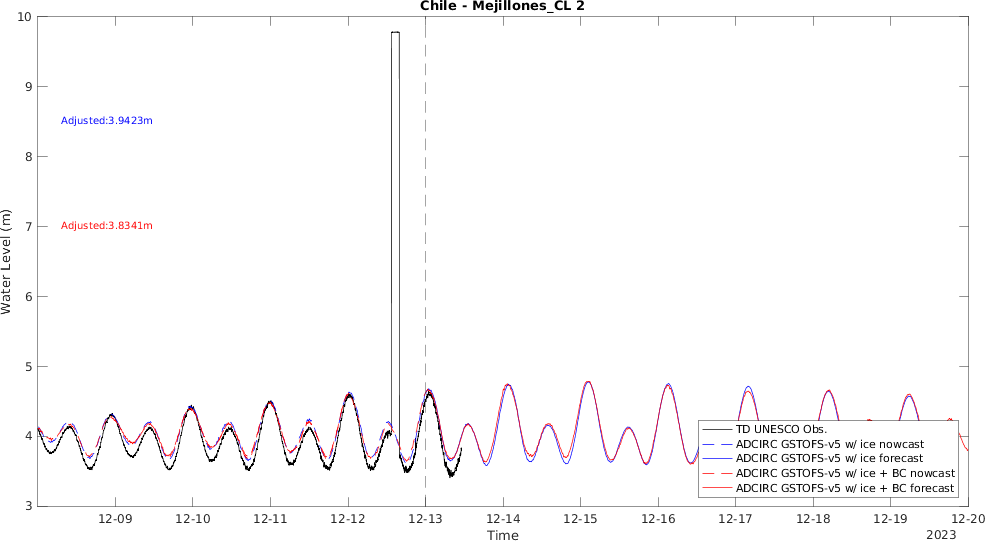 Chile - Mejillones_CL 2
10
9
8
7
6
5
4
3
Water Level (m)
Adjusted:3.9423m
Adjusted:3.8341m
TD UNESCO Obs.
ADCIRC GSTOFS-v5 w/ ice nowcast
ADCIRC GSTOFS-v5 w/ ice forecast
ADCIRC GSTOFS-v5 w/ ice + BC nowcast
ADCIRC GSTOFS-v5 w/ ice + BC forecast
12-09 12-10 12-11 12-12 12-13 12-14 12-15 12-16 12-17 12-18 12-19 12-20
Time
2023